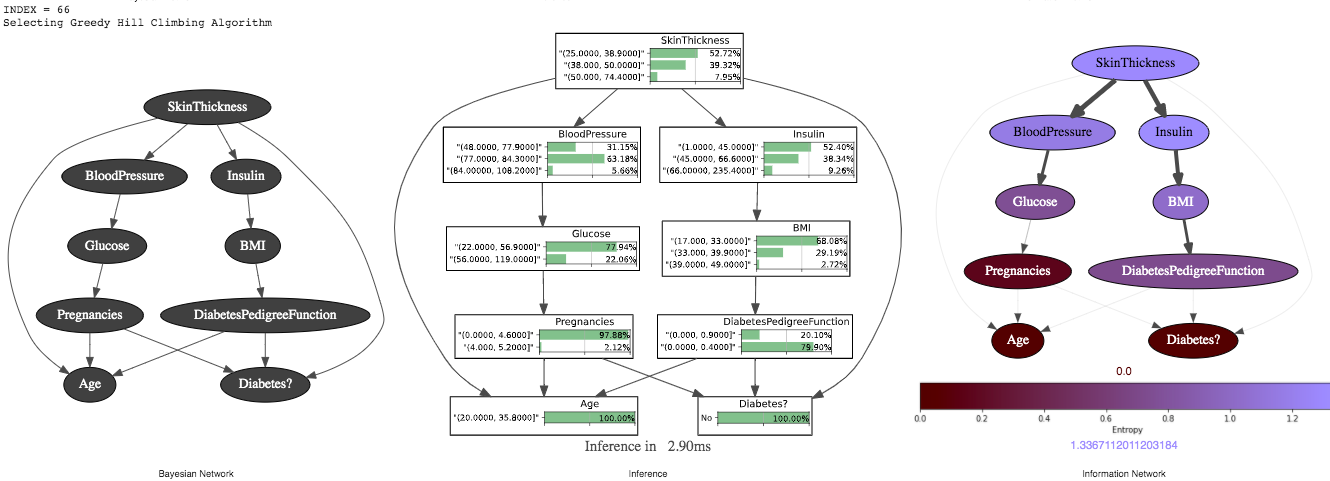 INDEX = 66
Selecting Greedy Hill Climbing Algorithm
SkinThickness
BloodPressure
Insulin
Glucose
BMI
Pregnancies
DiabetesPedigreeFunction
Age
Diabetes?
Bayesian Network
SkinThickness
"(25.0000, 38.9000]" 52.72%
"(38.000, 50.0000]" 39.32%
"(50.000, 74.4000]" 7.95%
BloodPressure
"(48.0000, 77.9000]" 31.15%
"(77.0000, 84.3000]" 63.18%
"(84.00000, 108.2000]" 5.66%
Insulin
"(1.0000, 45.0000]" 52.40%
"(45.0000, 66.6000]" 38.34%
"(66.00000, 235.4000]" 9.26%
Glucose
"(22.0000, 56.9000]" 77.94%
"(56.0000, 119.0000]" 22.06%
BMI
"(17.000, 33.0000]" 68.08%
"(33.000, 39.9000]" 29.19%
"(39.0000, 49.0000]" 2.72%
Pregnancies
"(0.0000, 4.6000]" 97.88%
"(4.000, 5.2000]" 2.12%
DiabetesPedigreeFunction
"(0.000, 0.9000]" 20.10%
"(0.0000, 0.4000]" 79.90%
Age
"(20.0000, 35.8000]" 100.00%
Diabetes?
No 100.00%
Inference in 2.90ms
Inference
SkinThickness
BloodPressure
Insulin
Glucose
BMI
Pregnancies
DiabetesPedigreeFunction
Age
Diabetes?
0.0
0.0 0.2 0.4 0.6 0.8 1.0 1.2
Entropy
1.3367112011203184
Information Network